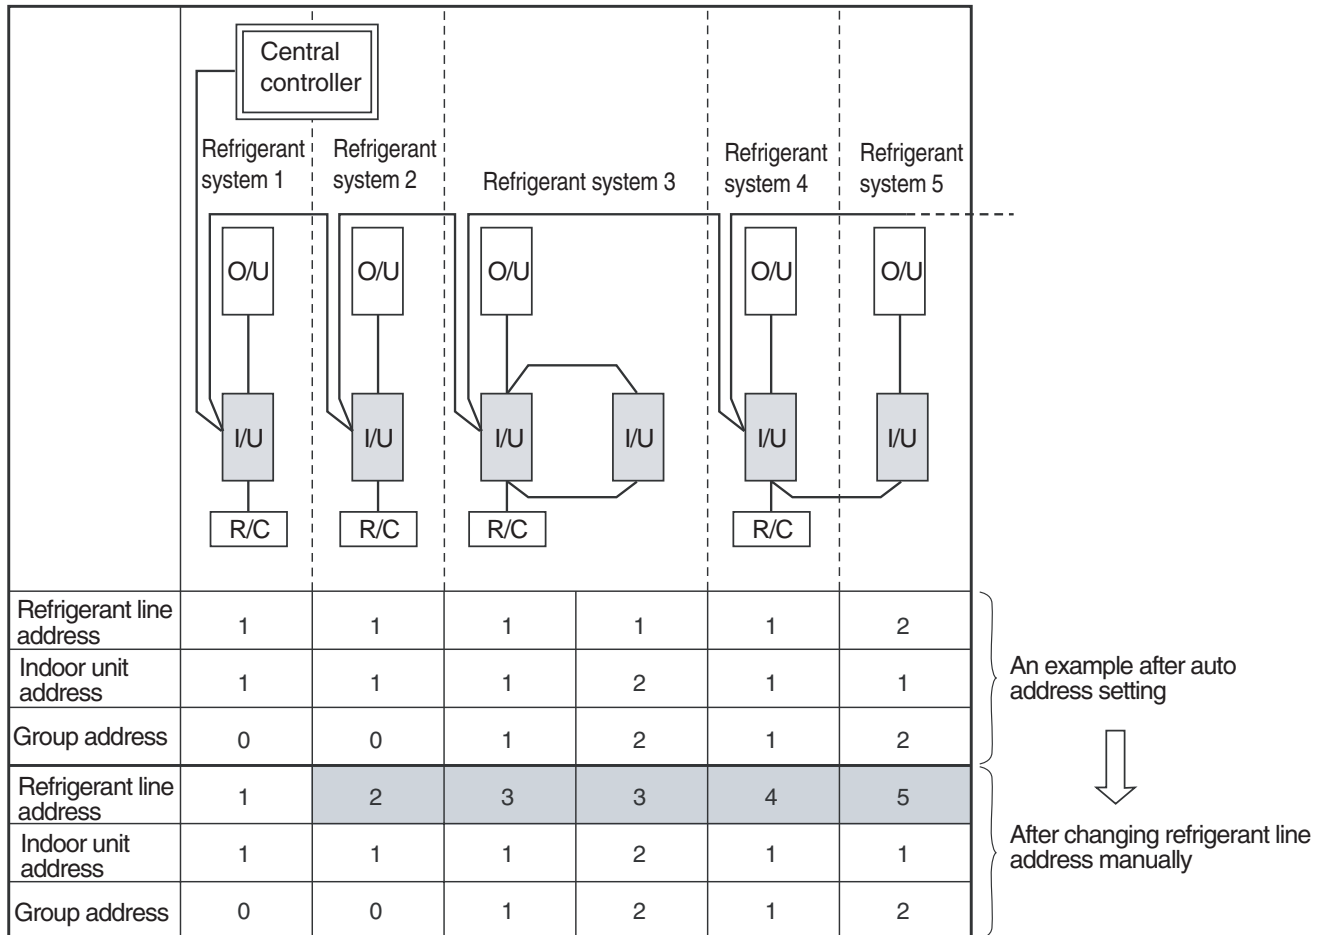 Central
controller
Refrigerant
system 1
Refrigerant
system 2
Refrigerant system 3
Refrigerant
system 4
Refrigerant
system 5
O/U O/U O/U O/U O/U
I/U I/U I/U I/U I/U I/U
R/C R/C R/C R/C
Refrigerant line
address 1 1 1 1 1 2
Indoor unit
address 1 1 1 2 1 1
Group address 0 0 1 2 1 2
An example after auto
address setting
Refrigerant line
address 1 2 3 3 4 5
Indoor unit
address 1 1 1 2 1 1
Group address 0 0 1 2 1 2
After changing refrigerant line
address manually